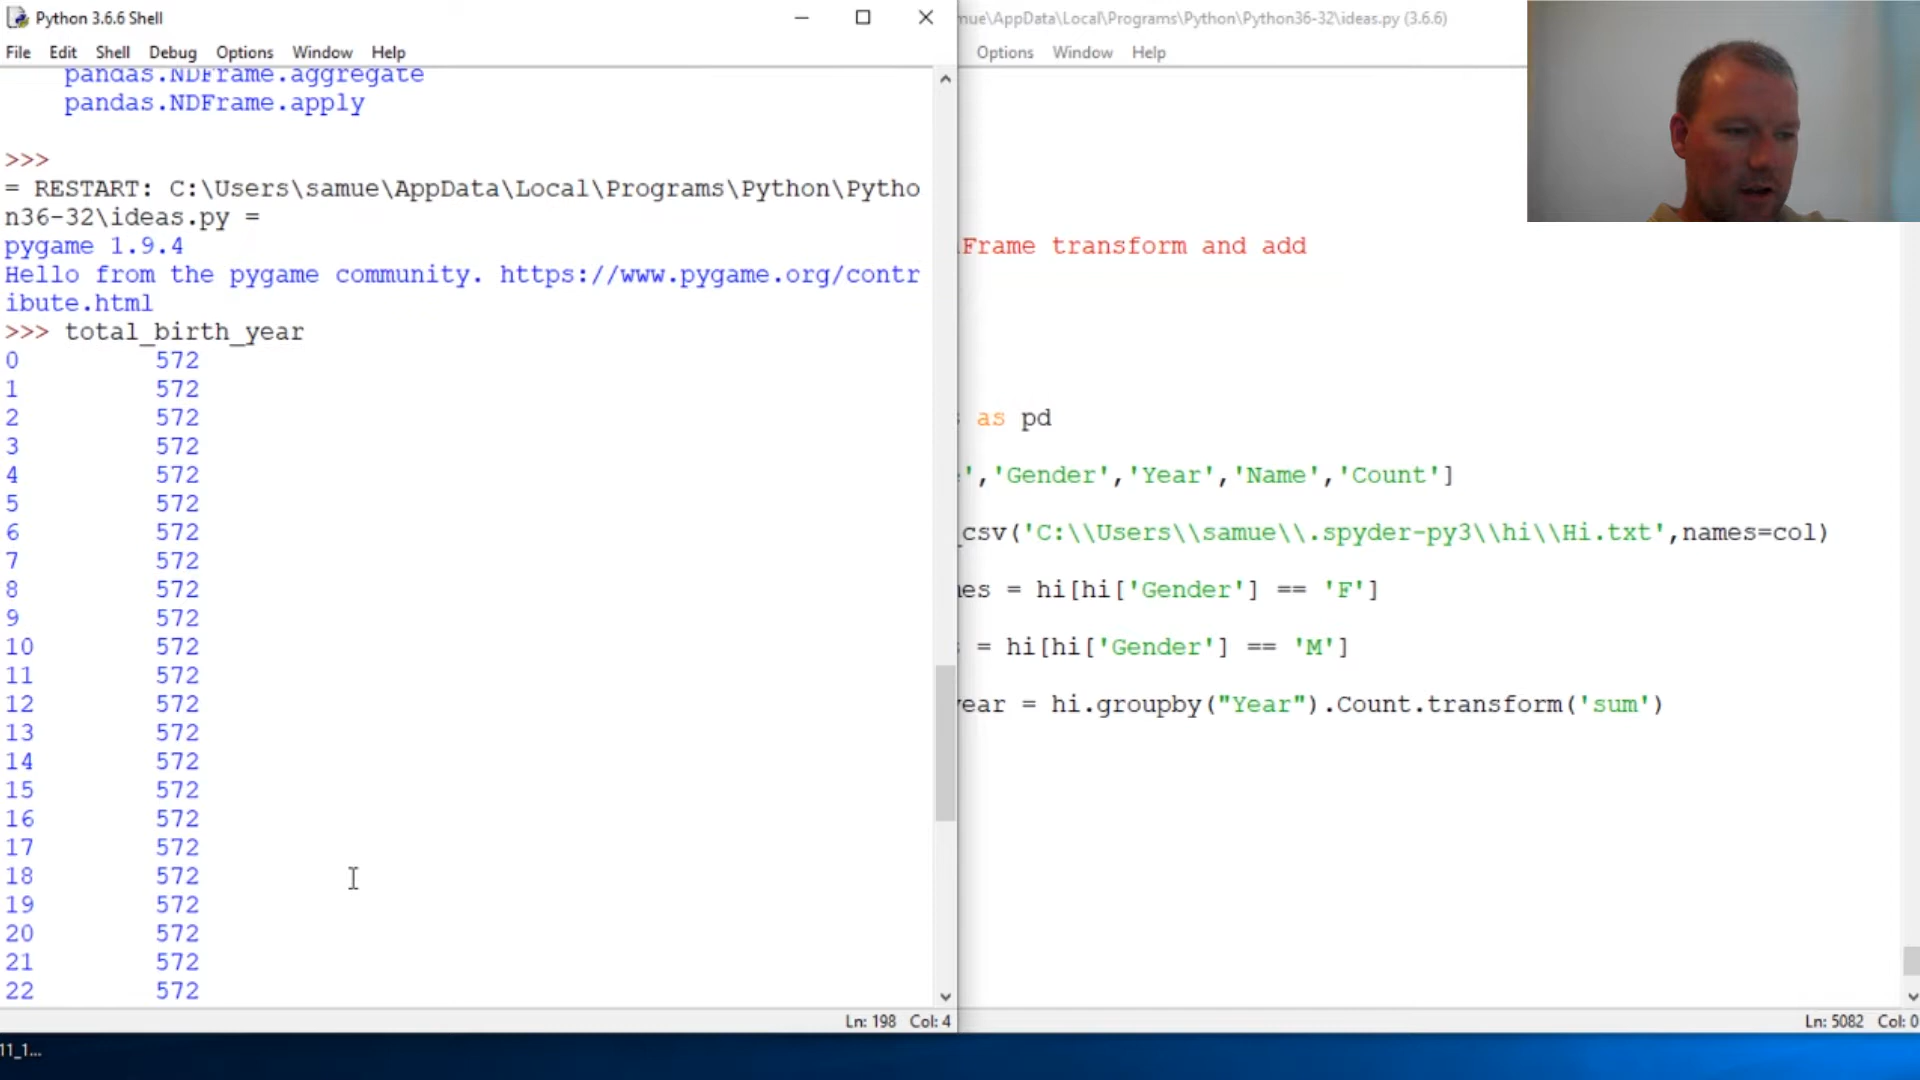 Python 3.6.6 Shell
File Edit Shell Debug Options Window Help
pandas.NDFrame.aggregate
pandas.NDFrame.apply
>>>
= RESTART: C:\Users\samue\AppData\Local\Programs\Python\Pytho
n36-32\ideas.py =
pygame 1.9.4
Hello from the pygame community. https://www.pygame.org/contr
ibute.html
>>> total_birth_year
0 572
1 572
2 572
3 572
4 572
5 572
6 572
7 572
8 572
9 572
10 572
11 572
12 572
13 572
14 572
15 572
16 572
17 572
18 572
19 572
20 572
21 572
22 572
Ln: 198 Col: 4
mue\AppData\Local\Programs\Python\Python36-32\ideas.py (3.6.6)
Options Window Help
Frame transform and add
as pd
','Gender','Year','Name','Count']
_csv('C:\\Users\\samue\\.spyder-py3\\hi\\Hi.txt',names=col)
es = hi[hi['Gender'] == 'F']
= hi[hi['Gender'] == 'M']
year = hi.groupby("Year").Count.transform('sum')
Ln: 5082 Col: 0
11_1...